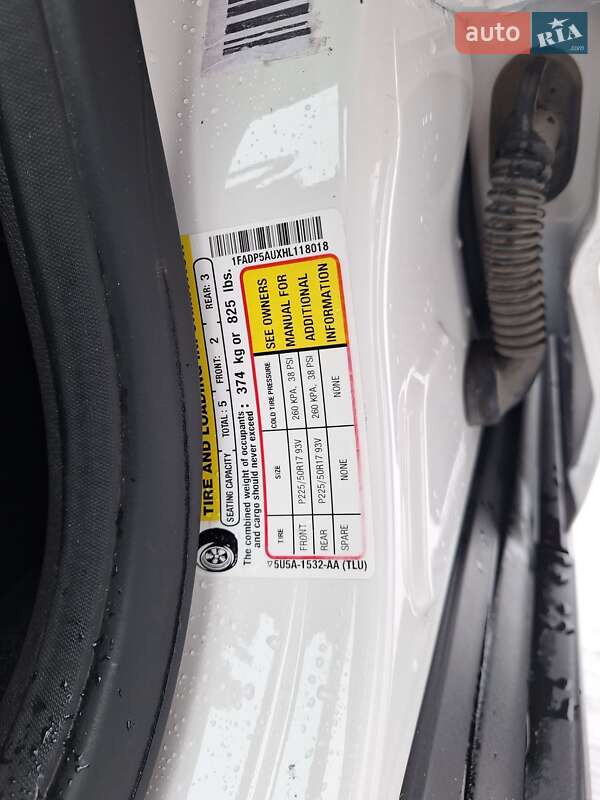 auto RIA
.com
TIRE AND LOADING
SEATING CAPACITY TOTAL: 5 FRONT: 2 REAR: 3
The combined weight of occupants
and cargo should never exceed : 374 kg or 825 lbs.
1FADP5AUXHL118018
TIRE SIZE COLD TIRE PRESSURE SEE OWNERS
FRONT P225/50R17 93V 260 KPA, 38 PSI MANUAL FOR
REAR P225/50R17 93V 260 KPA, 38 PSI ADDITIONAL
SPARE NONE NONE INFORMATION
▽5U5A-1532-AA (TLU)